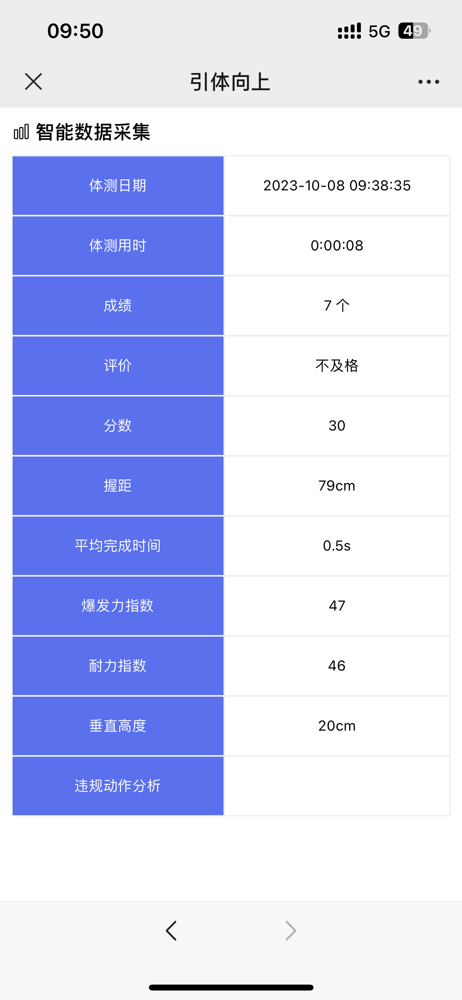 09:50
5G 49
引体向上
智能数据采集
体测日期 2023-10-08 09:38:35
体测用时 0:00:08
成绩 7 个
评价 不及格
分数 30
握距 79cm
平均完成时间 0.5s
爆发力指数 47
耐力指数 46
垂直高度 20cm
违规动作分析